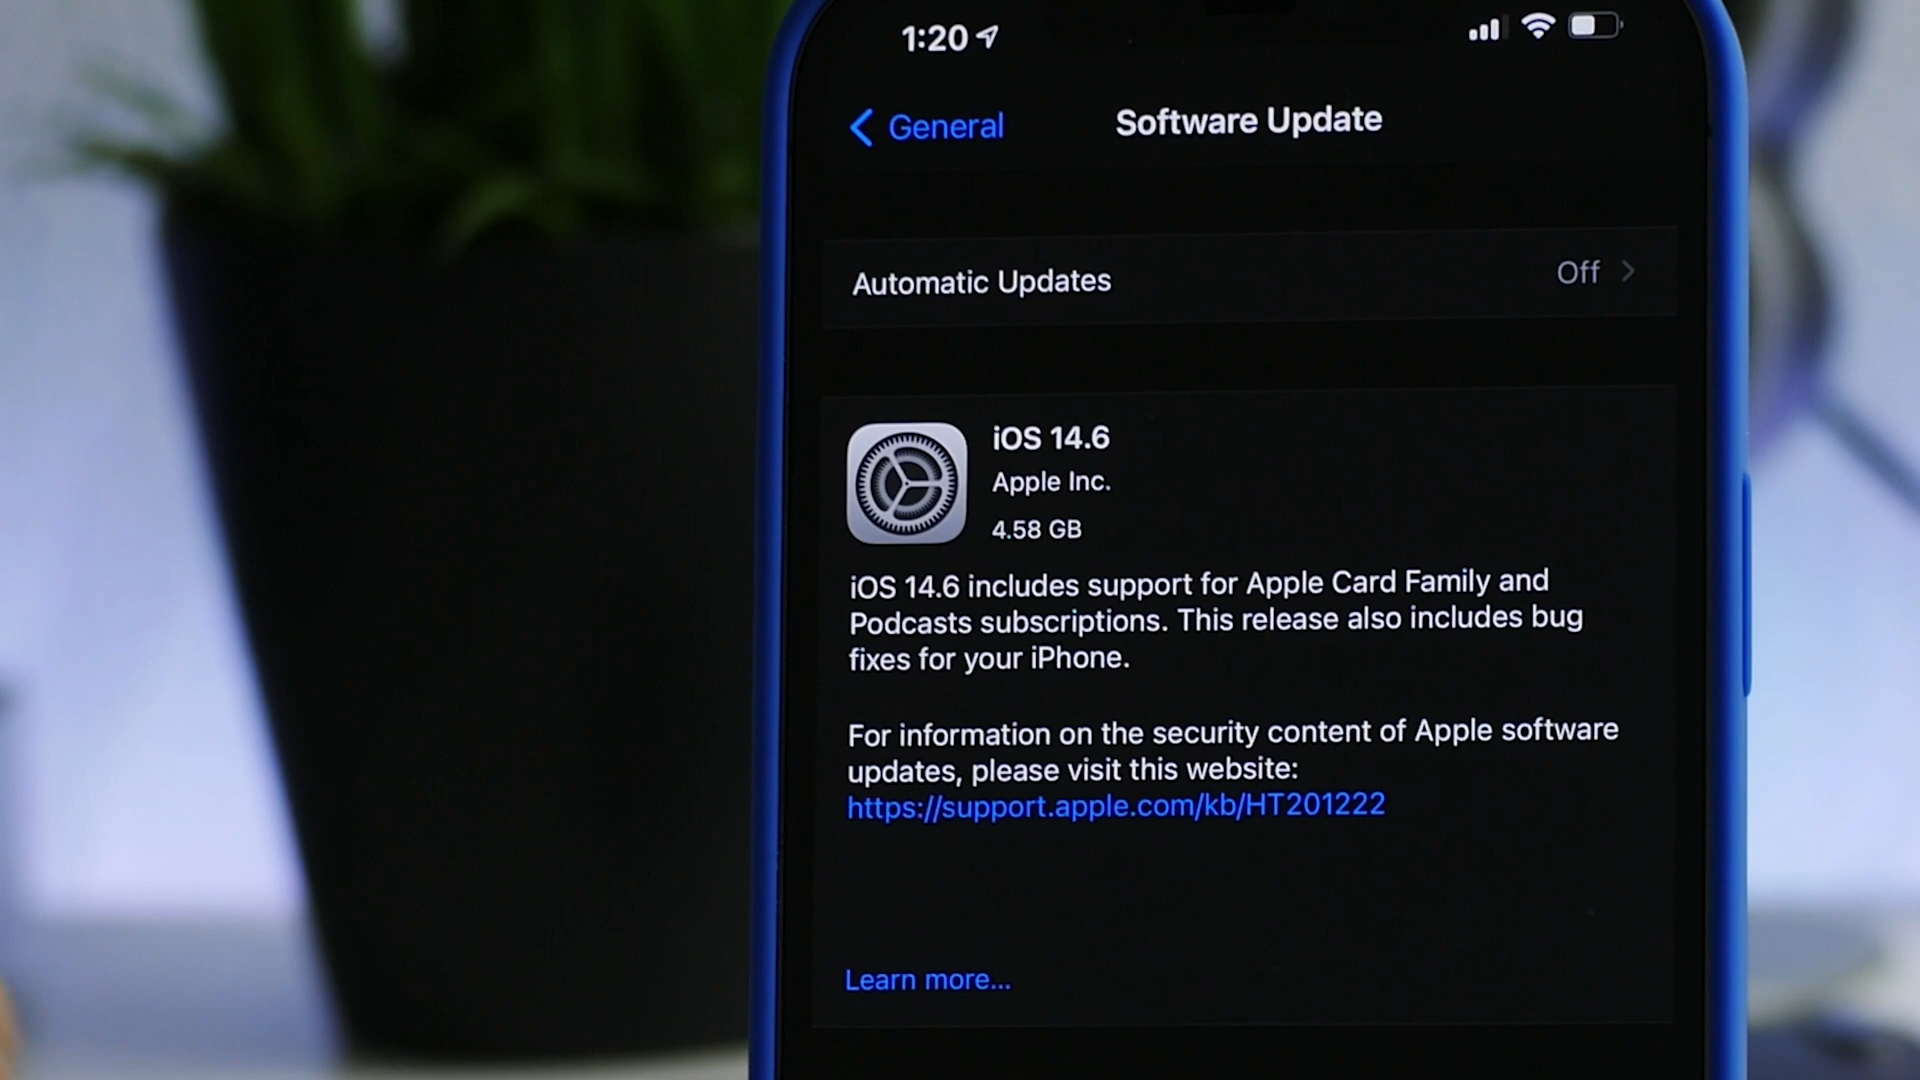 1:20
General
Software Update
Automatic Updates
Off
iOS 14.6
Apple Inc.
4.58 GB
iOS 14.6 includes support for Apple Card Family and
Podcasts subscriptions. This release also includes bug
fixes for your iPhone.
For information on the security content of Apple software
updates, please visit this website:
https://support.apple.com/kb/HT201222
Learn more...